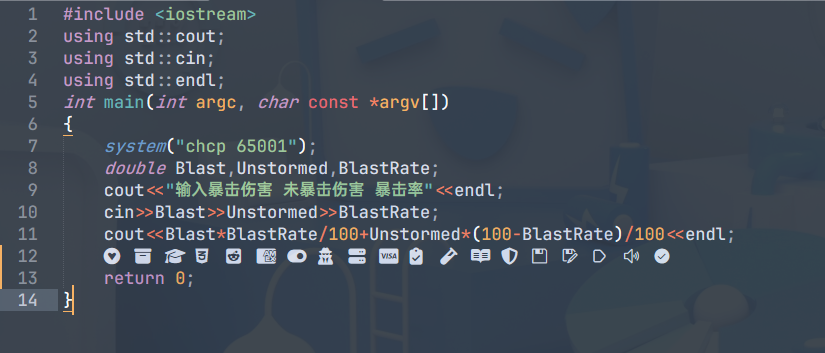 1 #include <iostream>
2 using std::cout;
3 using std::cin;
4 using std::endl;
5 int main(int argc, char const *argv[])
6 {
7 system("chcp 65001");
8 double Blast,Unstormed,BlastRate;
9 cout<<"输入暴击伤害 未暴击伤害 暴击率"<<endl;
10 cin>>Blast>>Unstormed>>BlastRate;
11 cout<<Blast*BlastRate/100+Unstormed*(100-BlastRate)/100<<endl;
12 VISA
13 return 0;
14 }